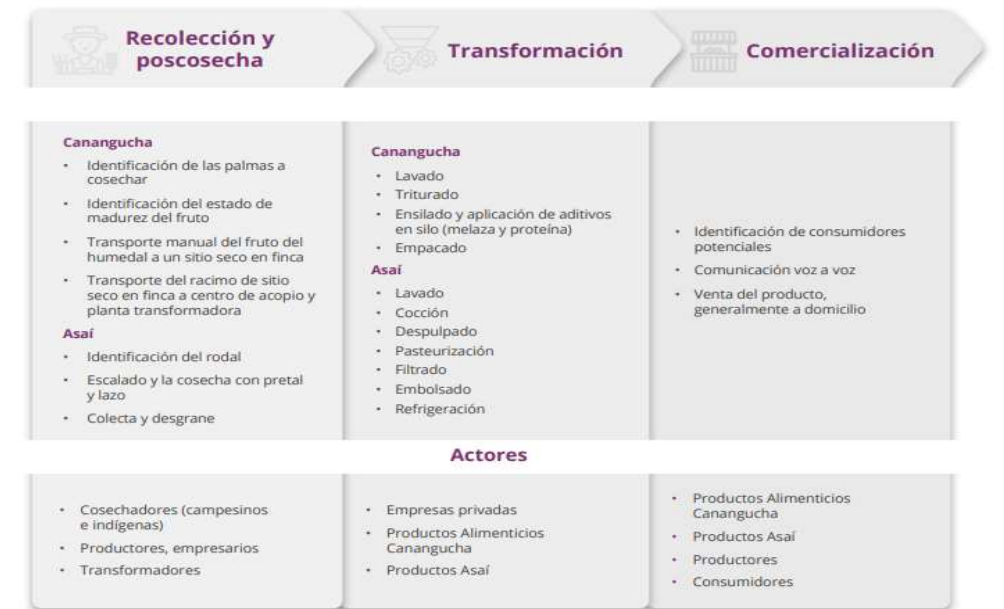 Recolección y
poscosecha
Transformación
Comercialización
Canangucha
• Identificación de las palmas a
cosechar
• Identificación del estado de
madurez del fruto
• Transporte manual del fruto del
humedal a un sitio seco en finca
• Transporte del racimo de sitio
seco en finca a centro de acopio y
planta transformadora
Asaí
• Identificación del rodal
• Escalado y la cosecha con pretal
y lazo
• Colecta y desgrane
Canangucha
• Lavado
• Triturado
• Ensilado y aplicación de aditivos
en silo (melaza y proteína)
• Empacado
Asaí
• Lavado
• Cocción
• Despulpado
• Pasteurización
• Filtrado
• Embolsado
• Refrigeración
• Identificación de consumidores
potenciales
• Comunicación voz a voz
• Venta del producto,
generalmente a domicilio
Actores
• Cosechadores (campesinos
e indígenas)
• Productores, empresarios
• Transformadores
• Empresas privadas
• Productos Alimenticios
Canangucha
• Productos Asaí
• Productos Alimenticios
Canangucha
• Productos Asaí
• Productores
• Consumidores